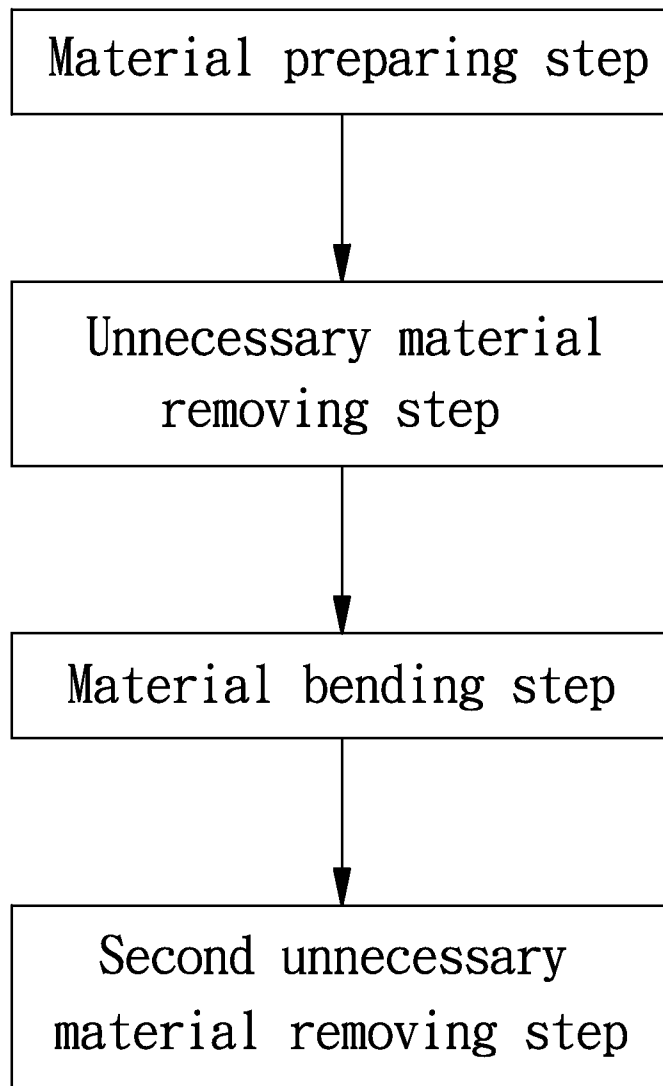 Material preparing step
Unnecessary material
removing step
Material bending step
Second unnecessary
material removing step